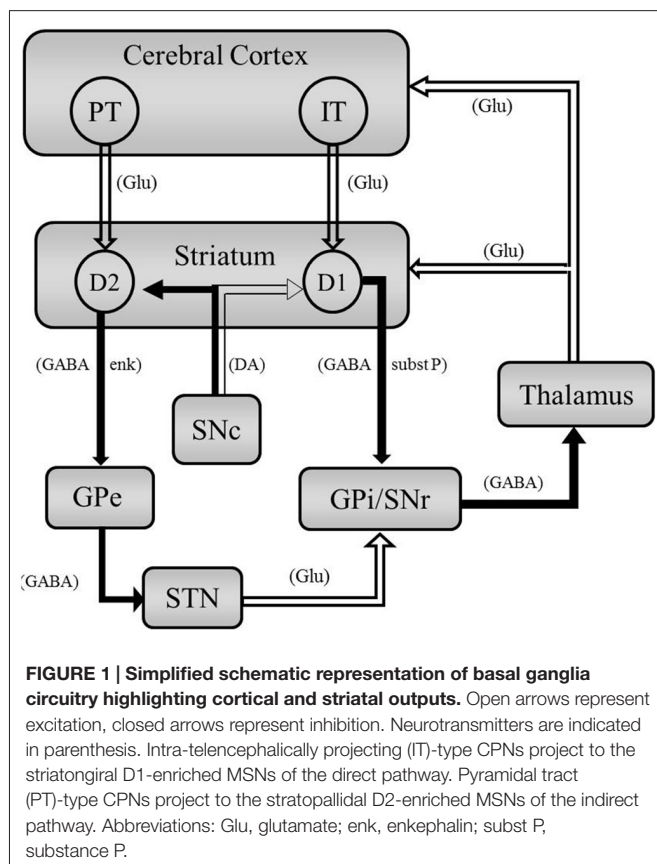 Cerebral Cortex
PT
IT
(Glu)
(Glu)
(Glu)
Striatum
(Glu)
D2
D1
(GABA enk)
(DA)
(GABA subst P)
Thalamus
SNc
GPe
GPi/SNr
(GABA)
(GABA)
STN
(Glu)
FIGURE 1 | Simplified schematic representation of basal ganglia
circuitry highlighting cortical and striatal outputs. Open arrows represent
excitation, closed arrows represent inhibition. Neurotransmitters are indicated
in parenthesis. Intra-telencephalically projecting (IT)-type CPNs project to the
striatongiral D1-enriched MSNs of the direct pathway. Pyramidal tract
(PT)-type CPNs project to the stratopallidal D2-enriched MSNs of the indirect
pathway. Abbreviations: Glu, glutamate; enk, enkephalin; subst P,
substance P.